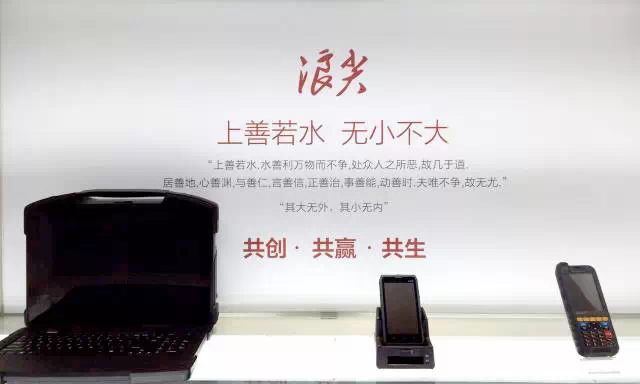 浪尖
上善若水 无小不大
“上善若水,水善利万物而不争,处众人之所恶,故几于道.
居善地,心善渊,与善仁,言善信,正善治,事善能,动善时.夫唯不争,故无尤.”
“其大无外，其小无内”
共创·共赢·共生